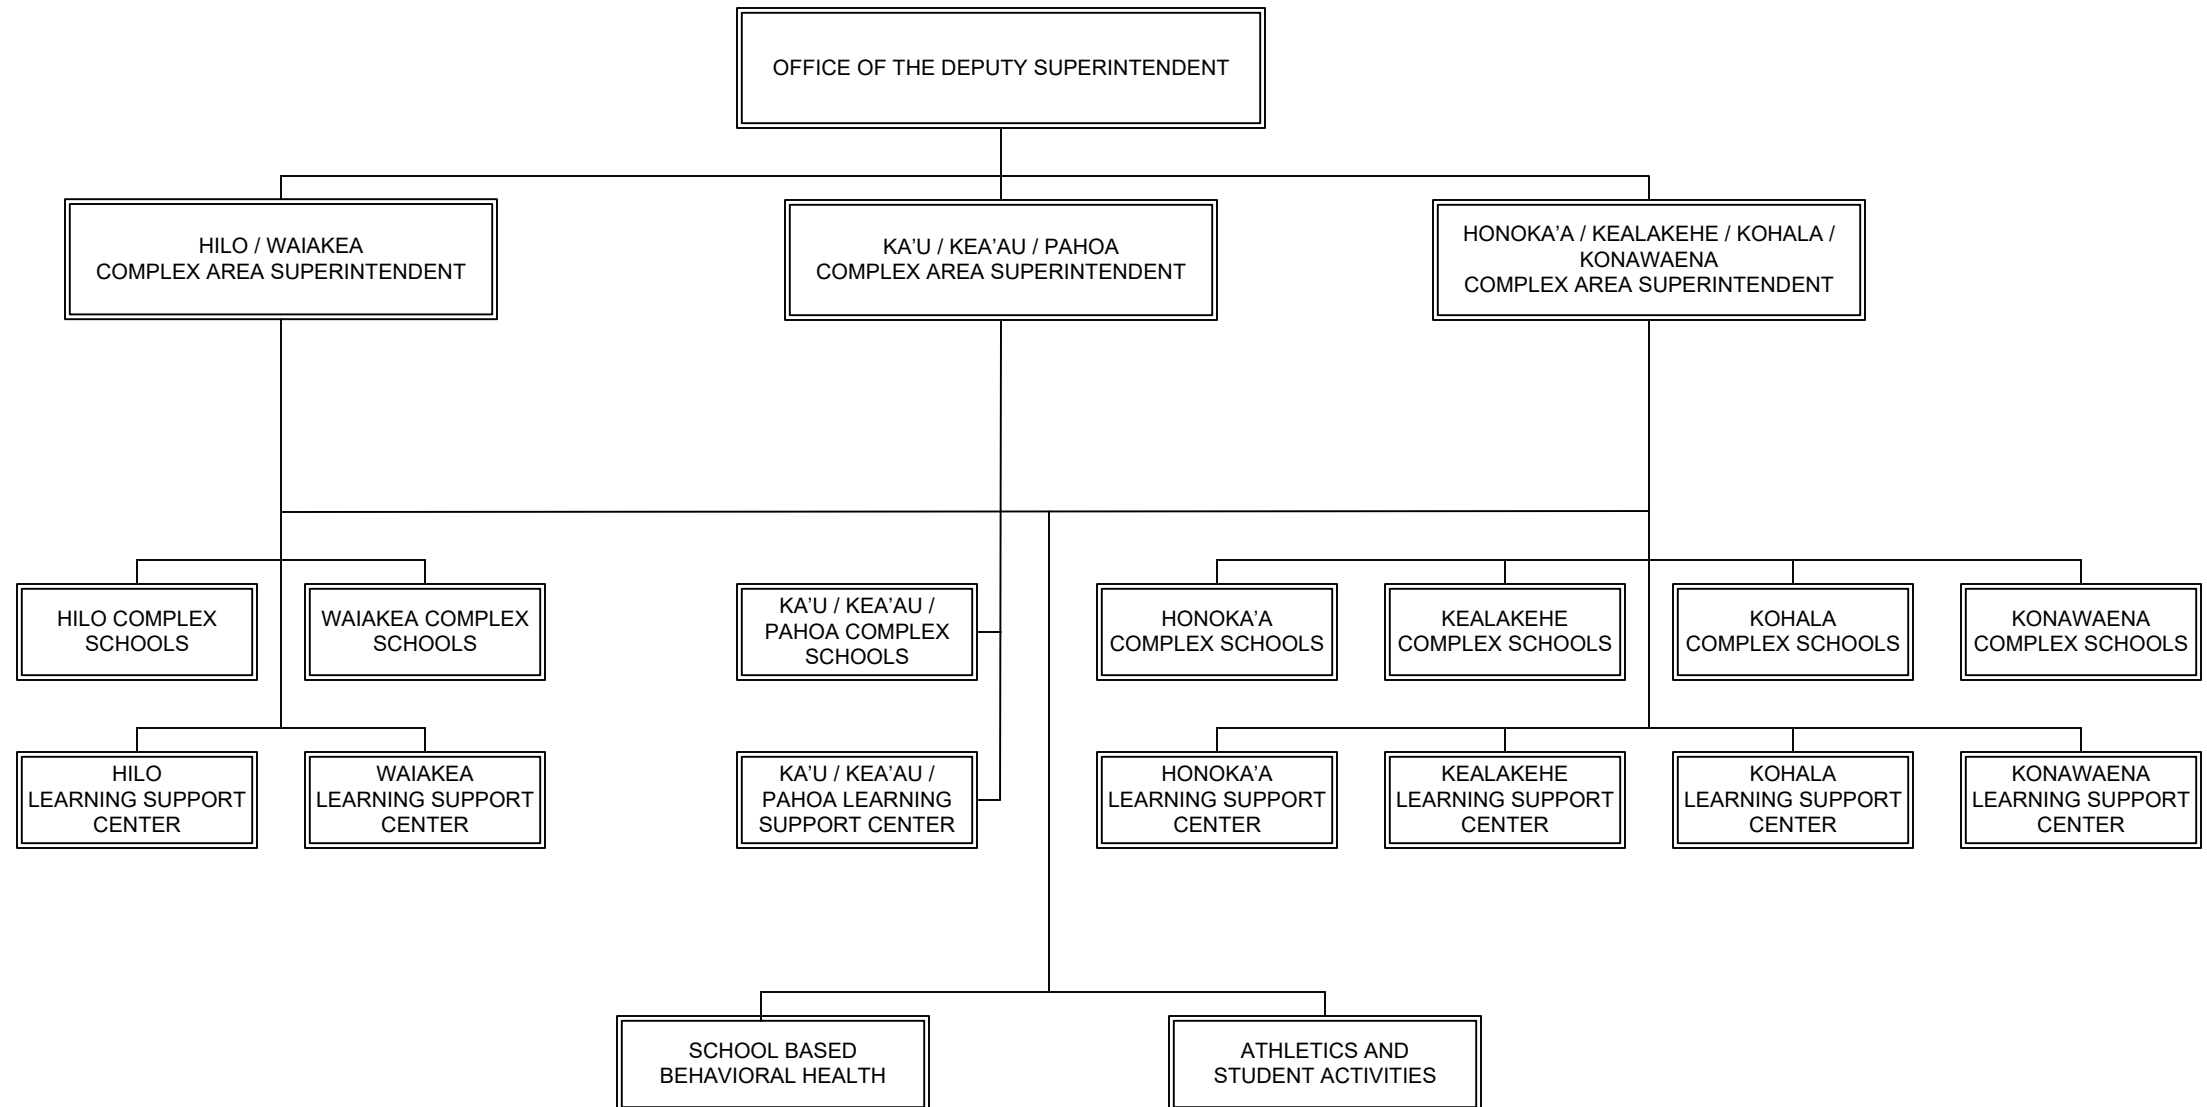 OFFICE OF THE DEPUTY SUPERINTENDENT
HILO / WAIAKEA
COMPLEX AREA SUPERINTENDENT
KA’U / KEA’AU / PAHOA
COMPLEX AREA SUPERINTENDENT
HONOKA’A / KEALAKEHE / KOHALA /
KONAWAENA
COMPLEX AREA SUPERINTENDENT
HILO COMPLEX
SCHOOLS
WAIAKEA COMPLEX
SCHOOLS
KA’U / KEA’AU /
PAHOA COMPLEX
SCHOOLS
HONOKA’A
COMPLEX SCHOOLS
KEALAKEHE
COMPLEX SCHOOLS
KOHALA
COMPLEX SCHOOLS
KONAWAENA
COMPLEX SCHOOLS
HILO
LEARNING SUPPORT
CENTER
WAIAKEA
LEARNING SUPPORT
CENTER
KA’U / KEA’AU /
PAHOA LEARNING
SUPPORT CENTER
HONOKA’A
LEARNING SUPPORT
CENTER
KEALAKEHE
LEARNING SUPPORT
CENTER
KOHALA
LEARNING SUPPORT
CENTER
KONAWAENA
LEARNING SUPPORT
CENTER
SCHOOL BASED
BEHAVIORAL HEALTH
ATHLETICS AND
STUDENT ACTIVITIES